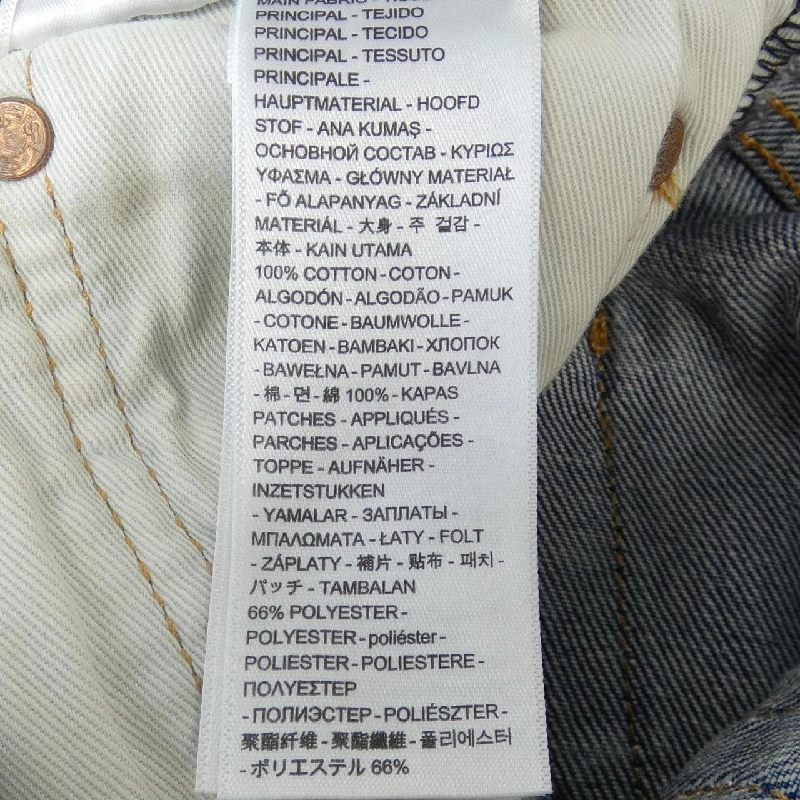 MAIN FABRIC -
PRINCIPAL - TEJIDO
PRINCIPAL - TECIDO
PRINCIPAL - TESSUTO
PRINCIPALE -
HAUPTMATERIAL - HOOFD
STOF - ANA KUMAŞ -
ОСНОВНОЙ СОСТАВ - ΚΥΡΙΩΣ
ΥΦΑΣΜΑ - GŁÓWNY MATERIAŁ
- FŐ ALAPANYAG - ZÁKLADNÍ
MATERIÁL - 大身 - 주 겉감 -
本体 - KAIN UTAMA
100% COTTON - COTON -
ALGODÓN - ALGODÃO - PAMUK
- COTONE - BAUMWOLLE -
KATOEN - BAMBAKI - ХЛОПОК
- BAWEŁNA - PAMUT - BAVLNA
- 棉 - 면 - 綿 100% - KAPAS
PATCHES - APPLIQUÉS -
PARCHES - APLICAÇÕES -
TOPPE - AUFNÄHER -
INZETSTUKKEN
- YAMALAR - ЗАПЛАТЫ -
ΜΠΑΛΩΜΑΤΑ - ŁATY - FOLT
- ZÁPLATY - 補片 - 贴布 - 패치 -
パッチ - TAMBALAN
66% POLYESTER -
POLYESTER - poliéster -
POLIESTER - POLIESTERE -
ΠΟΛΥΕΣΤΕΡ
- ПОЛИЭСТЕР - POLIÉSZTER -
聚酯纤维 - 聚酯纖維 - 폴리에스터
- ポリエステル 66%